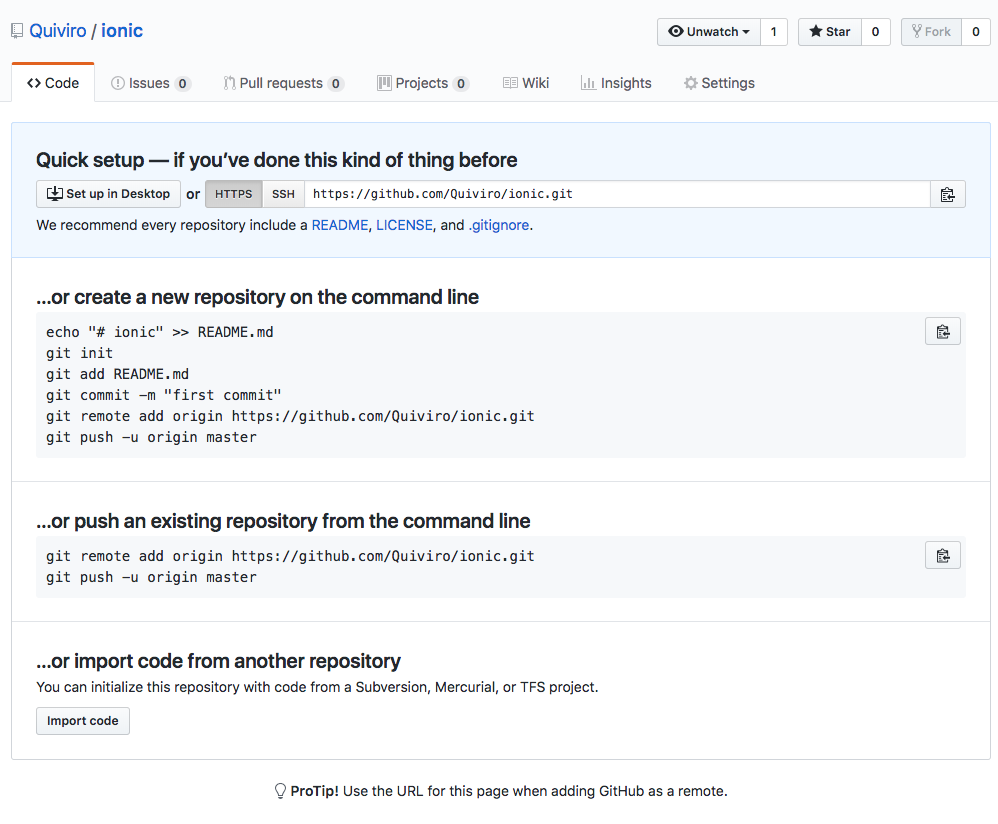 Quiviro / ionic
Unwatch 1 Star 0 Fork 0
Code Issues 0 Pull requests 0 Projects 0 Wiki Insights Settings
Quick setup — if you’ve done this kind of thing before
Set up in Desktop or HTTPS SSH https://github.com/Quiviro/ionic.git
We recommend every repository include a README, LICENSE, and .gitignore.
…or create a new repository on the command line
echo "# ionic" >> README.md
git init
git add README.md
git commit -m "first commit"
git remote add origin https://github.com/Quiviro/ionic.git
git push -u origin master
…or push an existing repository from the command line
git remote add origin https://github.com/Quiviro/ionic.git
git push -u origin master
…or import code from another repository
You can initialize this repository with code from a Subversion, Mercurial, or TFS project.
Import code
ProTip! Use the URL for this page when adding GitHub as a remote.